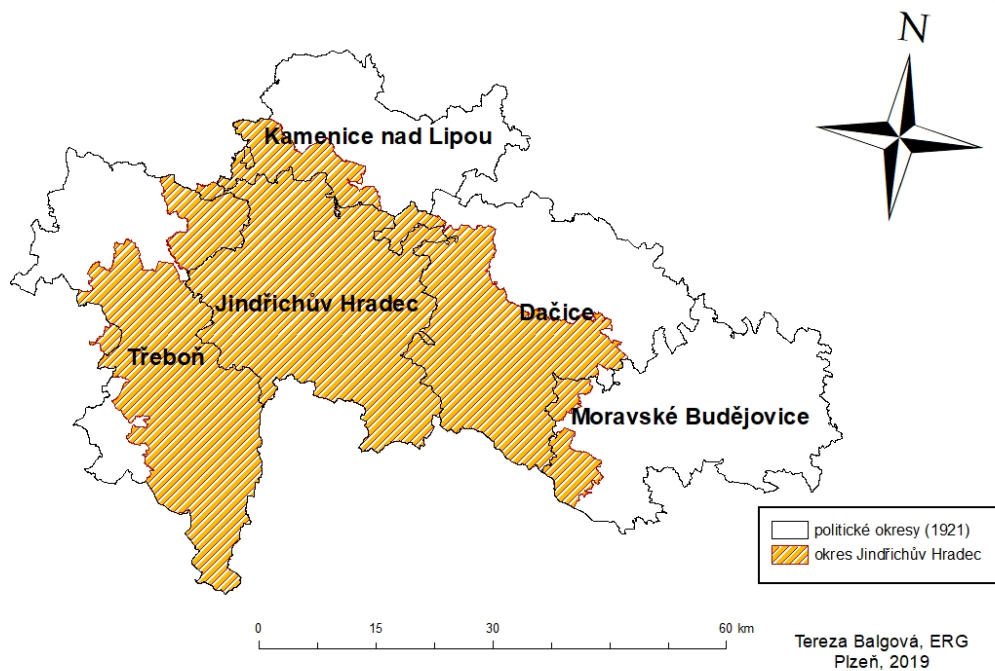 N
Kamenice nad Lipou
Jindřichův Hradec
Dačice
Třeboň
Moravské Budějovice
politické okresy (1921)
okres Jindřichův Hradec
0 15 30 60 km
Tereza Balgová, ERG
Plzeň, 2019